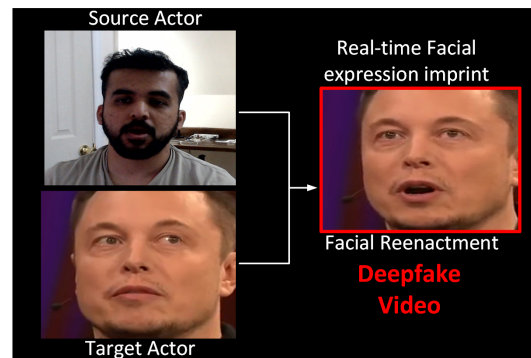 Source Actor
Real-time Facial
expression imprint
Facial Reenactment
Deepfake
Video
Target Actor